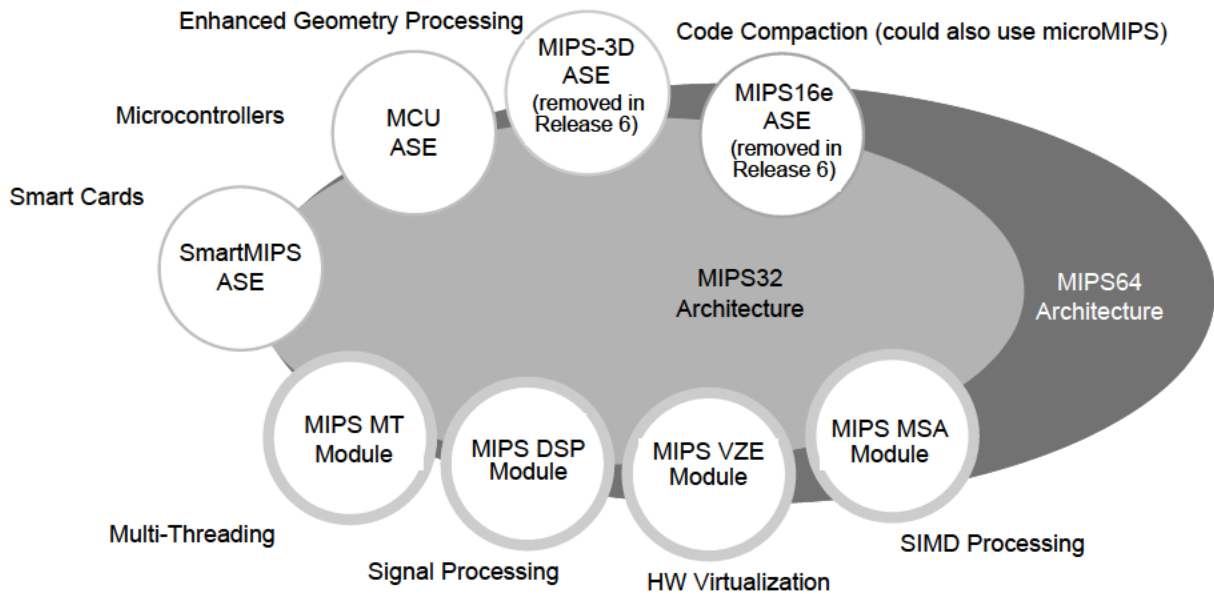 Enhanced Geometry Processing
MIPS-3D
ASE
(removed in
Release 6)
Code Compaction (could also use microMIPS)
MIPS16e
ASE
(removed in
Release 6)
Microcontrollers
MCU
ASE
Smart Cards
SmartMIPS
ASE
MIPS32
Architecture
MIPS64
Architecture
MIPS MT
Module
MIPS DSP
Module
MIPS VZE
Module
MIPS MSA
Module
Multi-Threading
Signal Processing
HW Virtualization
SIMD Processing